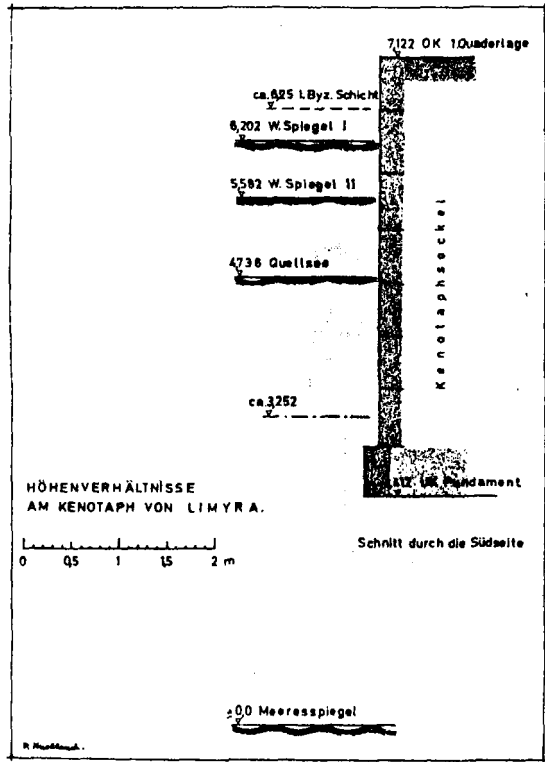 7,122 OK 1.Quaderlage
ca.6,25 I.Byz.Schicht
6,202 W.Spiegel I
5,582 W.Spiegel II
4,736 Quellsee
Kenotaphsockel
ca.3,252
UK Fundament
HÖHENVERHÄLTNISSE
AM KENOTAPH VON LIMYRA.
0 0,5 1 1,5 2 m
Schnitt durch die Südseite
±0,0 Meeresspiegel